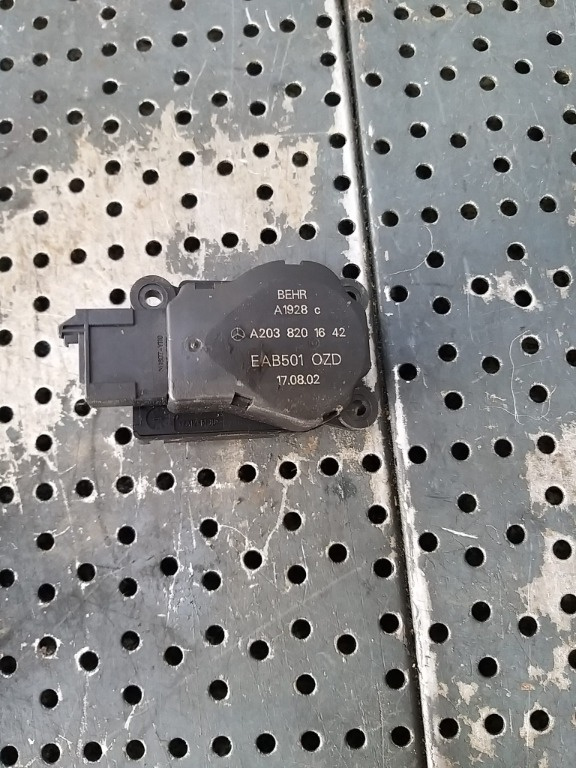 BEHR
A1928 c
A203 820 16 42
EAB501 OZD
17.08.02